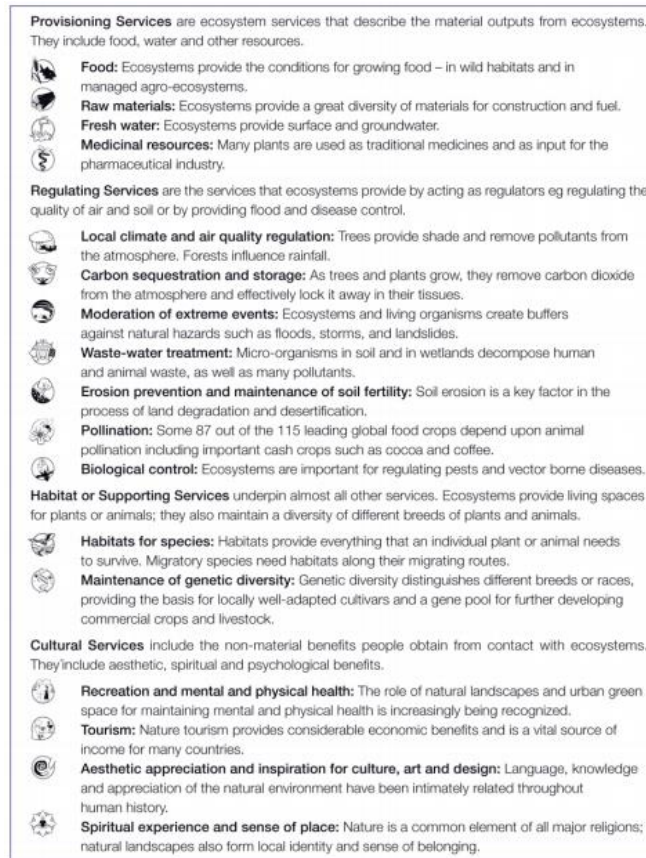 Provisioning Services are ecosystem services that describe the material outputs from ecosystems.
They include food, water and other resources.
Food: Ecosystems provide the conditions for growing food – in wild habitats and in
managed agro-ecosystems.
Raw materials: Ecosystems provide a great diversity of materials for construction and fuel.
Fresh water: Ecosystems provide surface and groundwater.
Medicinal resources: Many plants are used as traditional medicines and as input for the
pharmaceutical industry.
Regulating Services are the services that ecosystems provide by acting as regulators eg regulating the
quality of air and soil or by providing flood and disease control.
Local climate and air quality regulation: Trees provide shade and remove pollutants from
the atmosphere. Forests influence rainfall.
Carbon sequestration and storage: As trees and plants grow, they remove carbon dioxide
from the atmosphere and effectively lock it away in their tissues.
Moderation of extreme events: Ecosystems and living organisms create buffers
against natural hazards such as floods, storms, and landslides.
Waste-water treatment: Micro-organisms in soil and in wetlands decompose human
and animal waste, as well as many pollutants.
Erosion prevention and maintenance of soil fertility: Soil erosion is a key factor in the
process of land degradation and desertification.
Pollination: Some 87 out of the 115 leading global food crops depend upon animal
pollination including important cash crops such as cocoa and coffee.
Biological control: Ecosystems are important for regulating pests and vector borne diseases.
Habitat or Supporting Services underpin almost all other services. Ecosystems provide living spaces
for plants or animals; they also maintain a diversity of different breeds of plants and animals.
Habitats for species: Habitats provide everything that an individual plant or animal needs
to survive. Migratory species need habitats along their migrating routes.
Maintenance of genetic diversity: Genetic diversity distinguishes different breeds or races,
providing the basis for locally well-adapted cultivars and a gene pool for further developing
commercial crops and livestock.
Cultural Services include the non-material benefits people obtain from contact with ecosystems.
They include aesthetic, spiritual and psychological benefits.
Recreation and mental and physical health: The role of natural landscapes and urban green
space for maintaining mental and physical health is increasingly being recognized.
Tourism: Nature tourism provides considerable economic benefits and is a vital source of
income for many countries.
Aesthetic appreciation and inspiration for culture, art and design: Language, knowledge
and appreciation of the natural environment have been intimately related throughout
human history.
Spiritual experience and sense of place: Nature is a common element of all major religions;
natural landscapes also form local identity and sense of belonging.